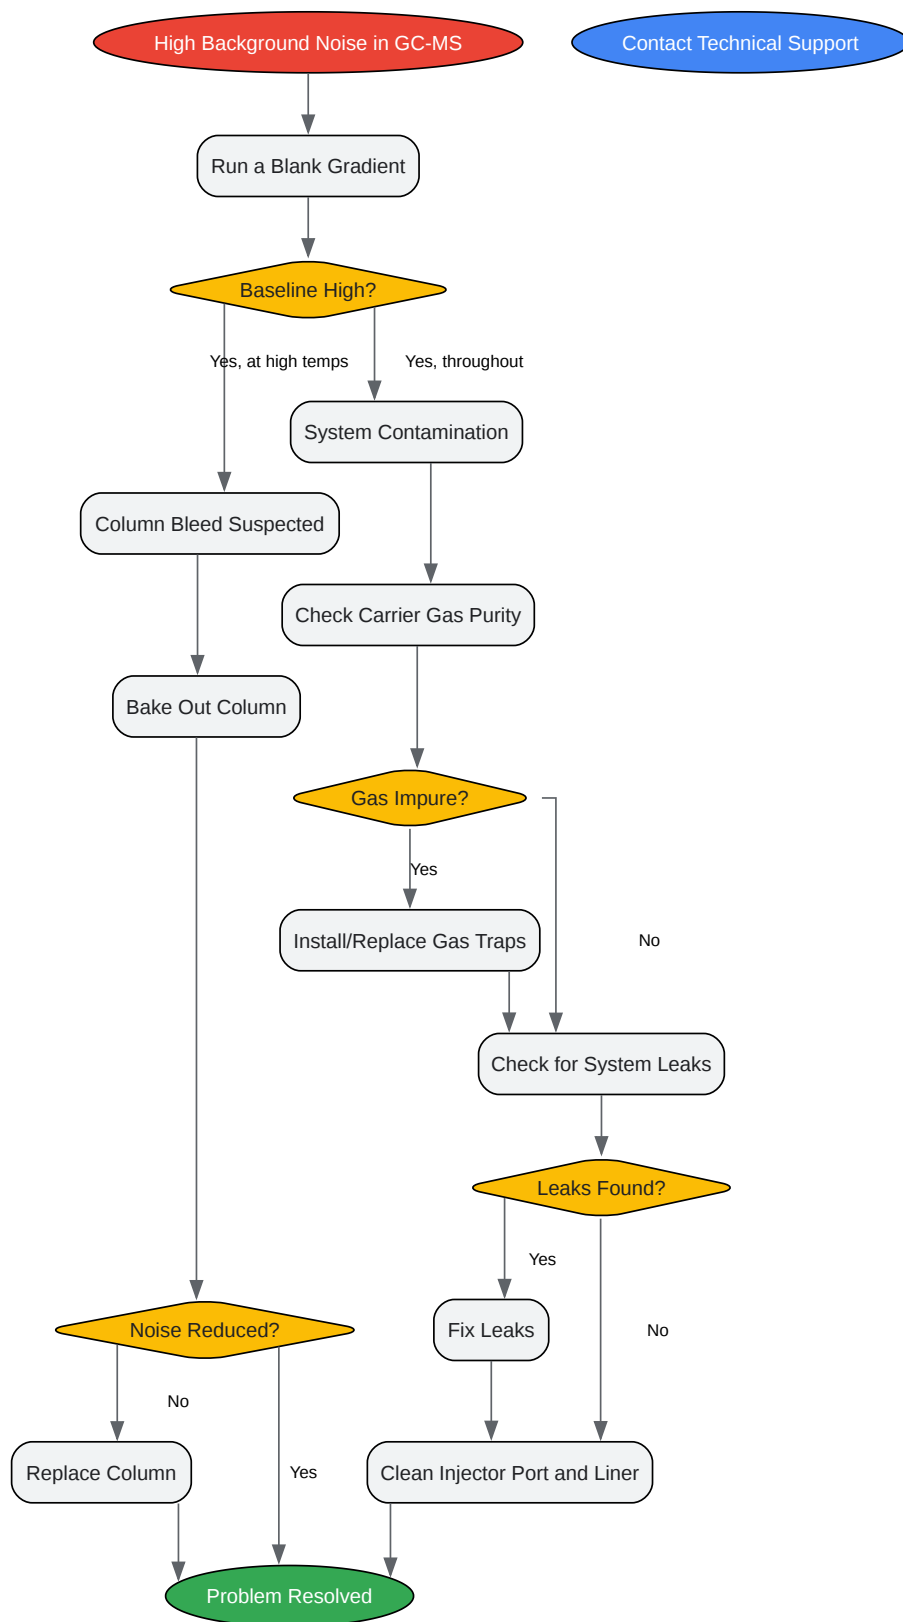 High Background Noise in GC-MS
Contact Technical Support
Run a Blank Gradient
Baseline High?
Yes, at high temps
Yes, throughout
System Contamination
Column Bleed Suspected
Check Carrier Gas Purity
Bake Out Column
Gas Impure?
Yes
Install/Replace Gas Traps
No
Check for System Leaks
Leaks Found?
Yes
Fix Leaks
No
Noise Reduced?
No
Yes
Replace Column
Clean Injector Port and Liner
Problem Resolved